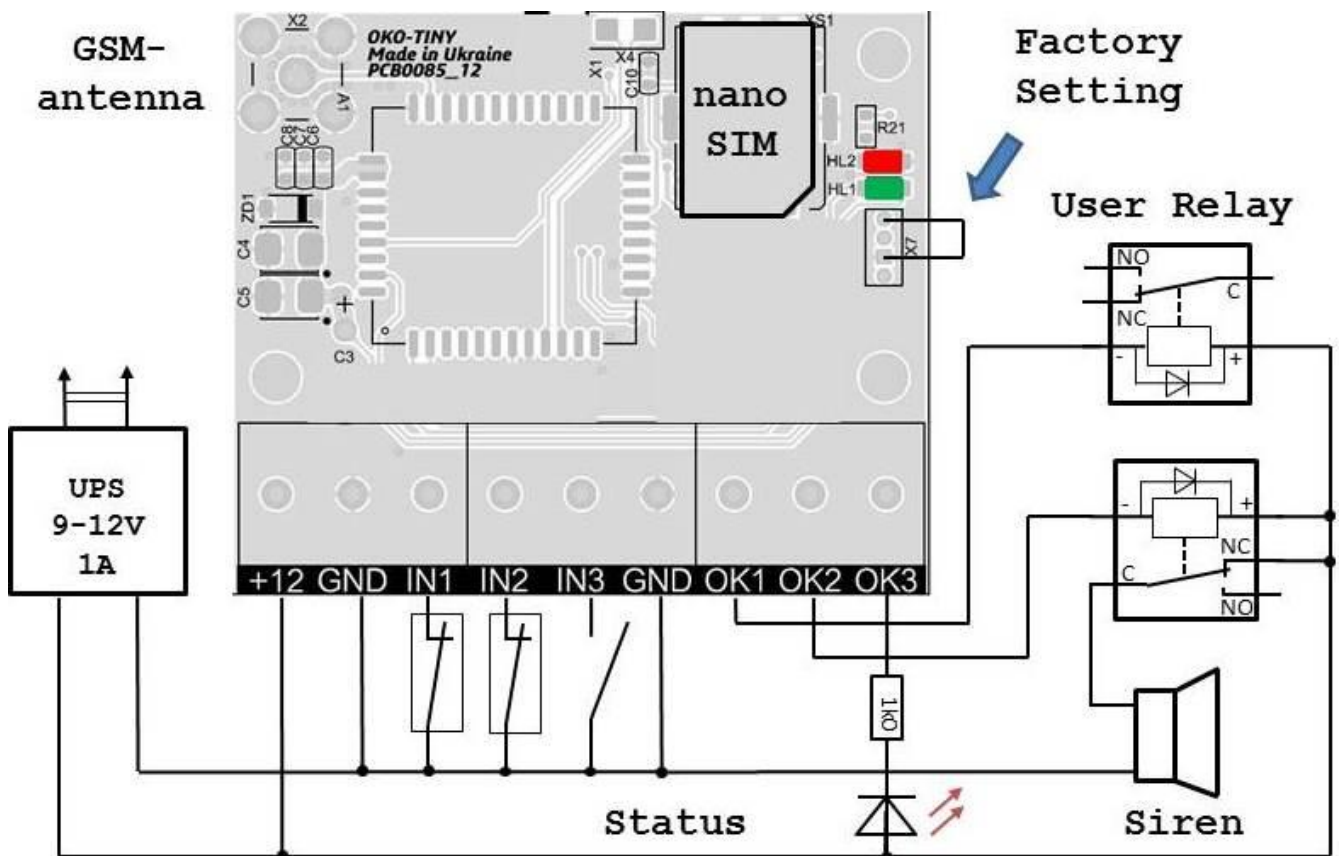 GSM-
antenna
X2
A1
OKO-TINY
Made in Ukraine
PCB0085_12
X4
X1
C10
XS1
nano
SIM
R21
HL2
HL1
X7
Factory
Setting
C8
C7
C6
ZD1
C4
C5
+
C3
User Relay
NO
C
NC
- +
UPS
9-12V
1A
- +
NC
C
NO
+12 GND IN1 IN2 IN3 GND OK1 OK2 OK3
1kΩ
Status
Siren